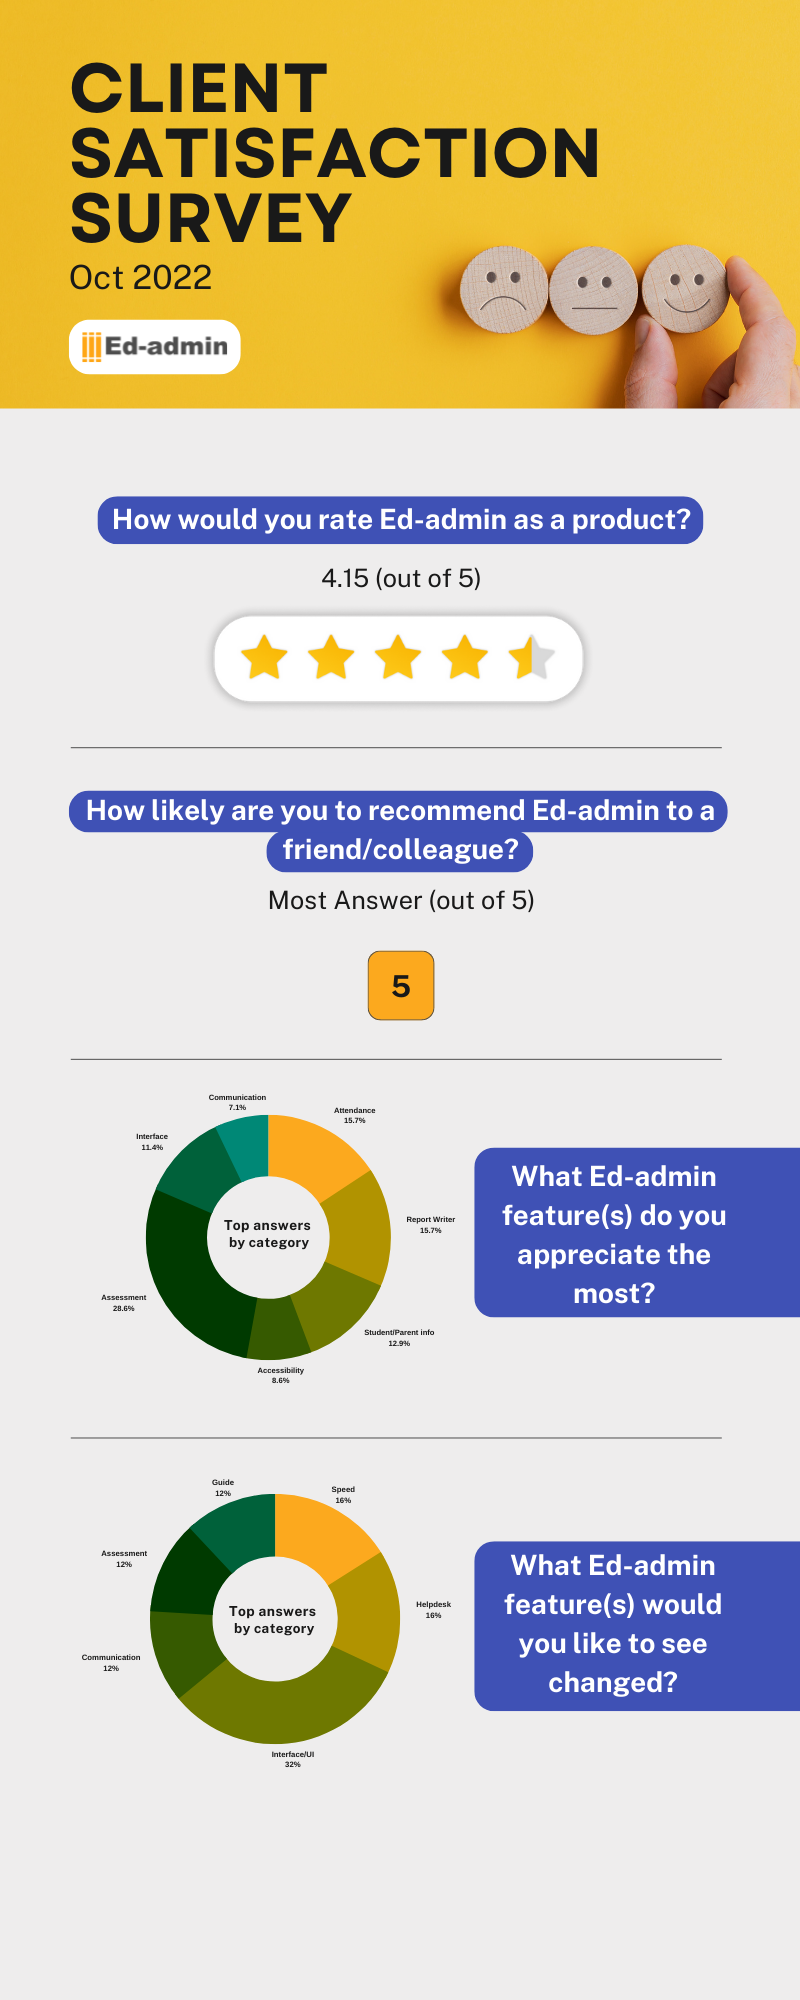 CLIENT
SATISFACTION
SURVEY
Oct 2022
Ed-admin
How would you rate Ed-admin as a product?
4.15 (out of 5)
How likely are you to recommend Ed-admin to a
friend/colleague?
Most Answer (out of 5)
5
Communication
7.1%
Attendance
15.7%
Interface
11.4%
Report Writer
15.7%
Top answers
by category
Assessment
28.6%
Student/Parent info
12.9%
Accessibility
8.6%
What Ed-admin
feature(s) do you
appreciate the
most?
Guide
12%
Speed
16%
Assessment
12%
Helpdesk
16%
Top answers
by category
Communication
12%
Interface/UI
32%
What Ed-admin
feature(s) would
you like to see
changed?